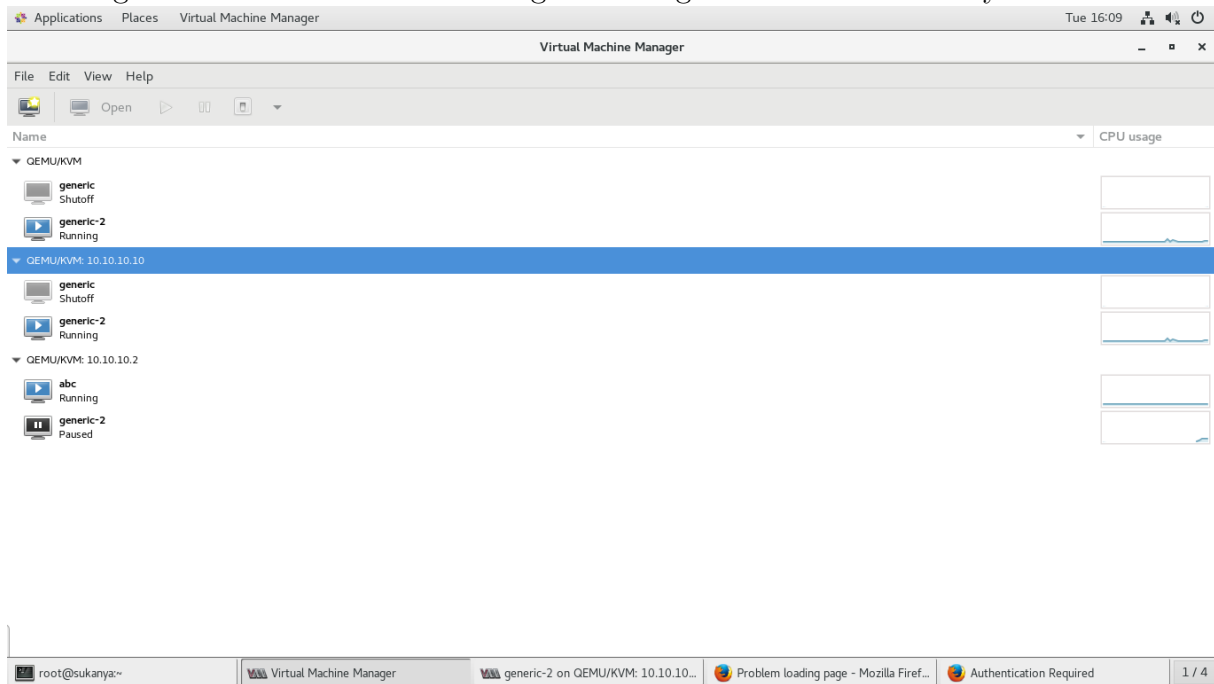 Applications Places Virtual Machine Manager Tue 16:09
Virtual Machine Manager
File Edit View Help
Open
Name CPU usage
QEMU/KVM
generic
Shutoff
generic-2
Running
QEMU/KVM: 10.10.10.10
generic
Shutoff
generic-2
Running
QEMU/KVM: 10.10.10.2
abc
Running
generic-2
Paused
root@sukanya:~ Virtual Machine Manager generic-2 on QEMU/KVM: 10.10.10... Problem loading page - Mozilla Firef... Authentication Required 1 / 4